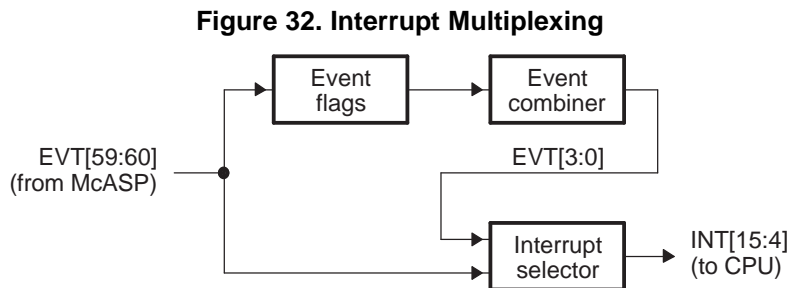 Figure 32. Interrupt Multiplexing
Event
flags
Event
combiner
EVT[59:60]
(from McASP)
EVT[3:0]
Interrupt
selector
INT[15:4]
(to CPU)